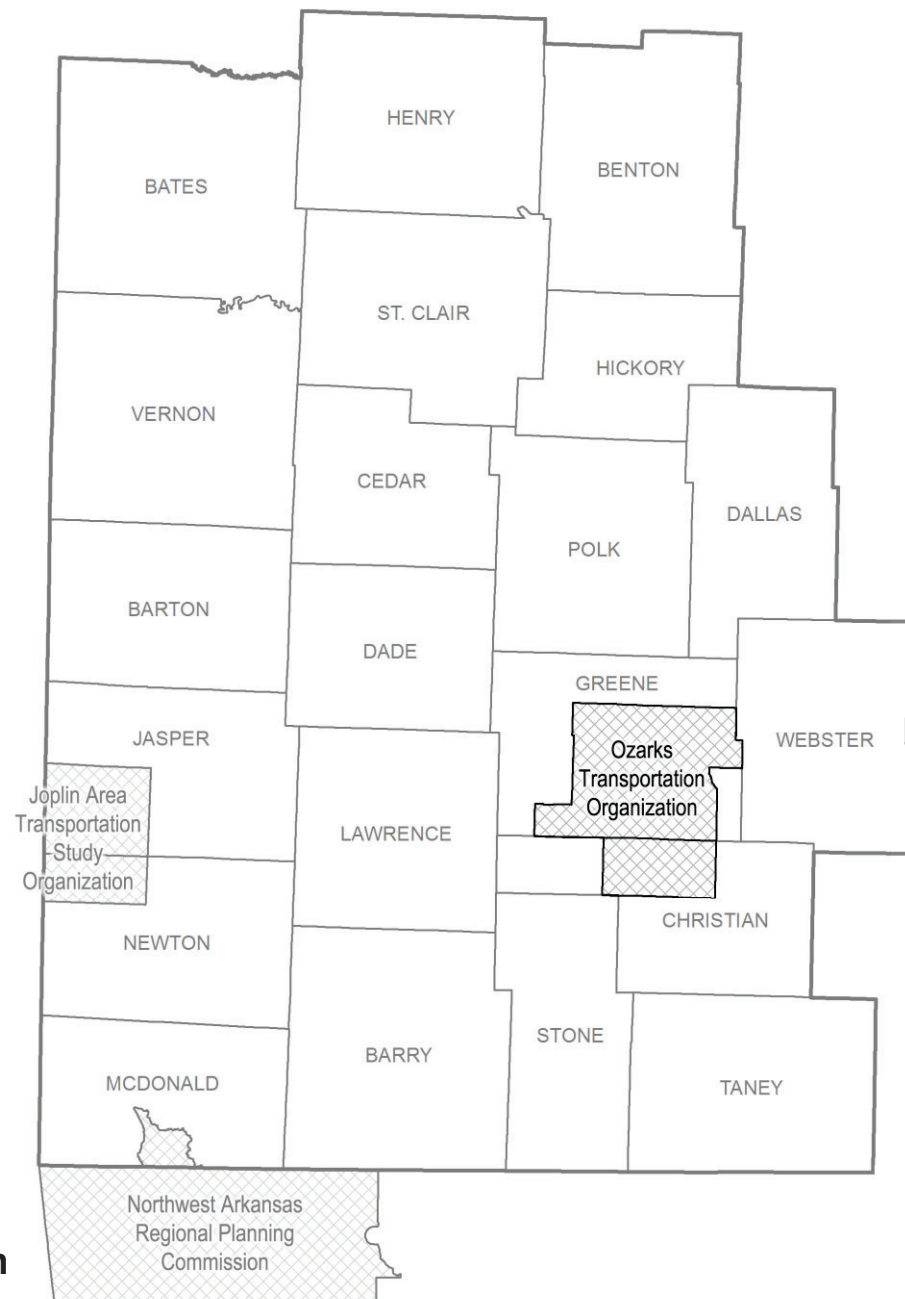 HENRY
BENTON
BATES
ST. CLAIR
HICKORY
VERNON
CEDAR
DALLAS
POLK
BARTON
DADE
GREENE
JASPER
WEBSTER
Ozarks
Transportation
Organization
Joplin Area
Transportation
Study
Organization
LAWRENCE
CHRISTIAN
NEWTON
STONE
BARRY
MCDONALD
TANEY
Northwest Arkansas
Regional Planning
Commission